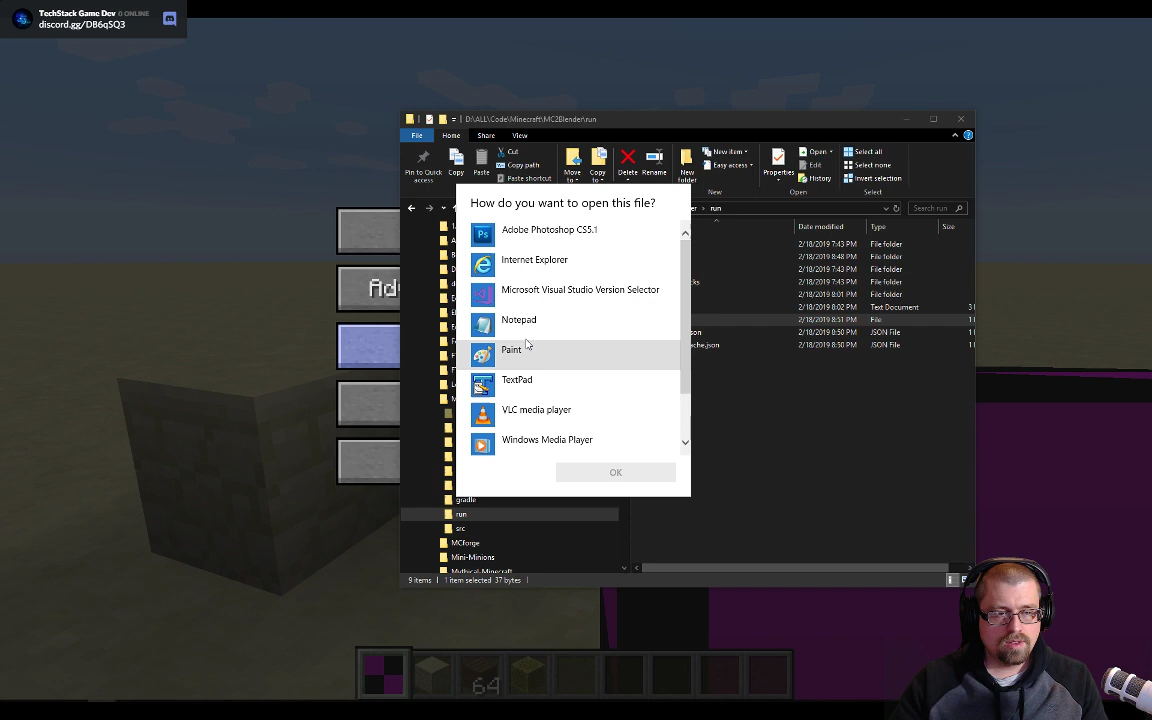 TechStack Game Dev 0 ONLINE
discord.gg/DB6qSQ3
D:\ALL\Code\Minecraft\MC2Blender\run
File Home Share View
Pin to Quick access
Copy
Paste
Cut
Copy path
Paste shortcut
Move to
Copy to
Delete
Rename
New folder
New item
Easy access
New
Properties
Open
Edit
History
Open
Select all
Select none
Invert selection
Select
run
Search run
Date modified Type Size
2/18/2019 7:43 PM File folder
2/18/2019 8:48 PM File folder
2/18/2019 7:43 PM File folder
2/18/2019 7:43 PM File folder
2/18/2019 8:01 PM File folder
2/18/2019 8:02 PM Text Document 3
2/18/2019 8:51 PM File 1
2/18/2019 8:50 PM JSON File 1
2/18/2019 8:50 PM JSON File 1
How do you want to open this file?
Adobe Photoshop CS5.1
Internet Explorer
Microsoft Visual Studio Version Selector
Notepad
Paint
TextPad
VLC media player
Windows Media Player
OK
gradle
run
src
MCforge
Mini-Minions
Mythical-Minecraft
9 items 1 item selected 37 bytes
64